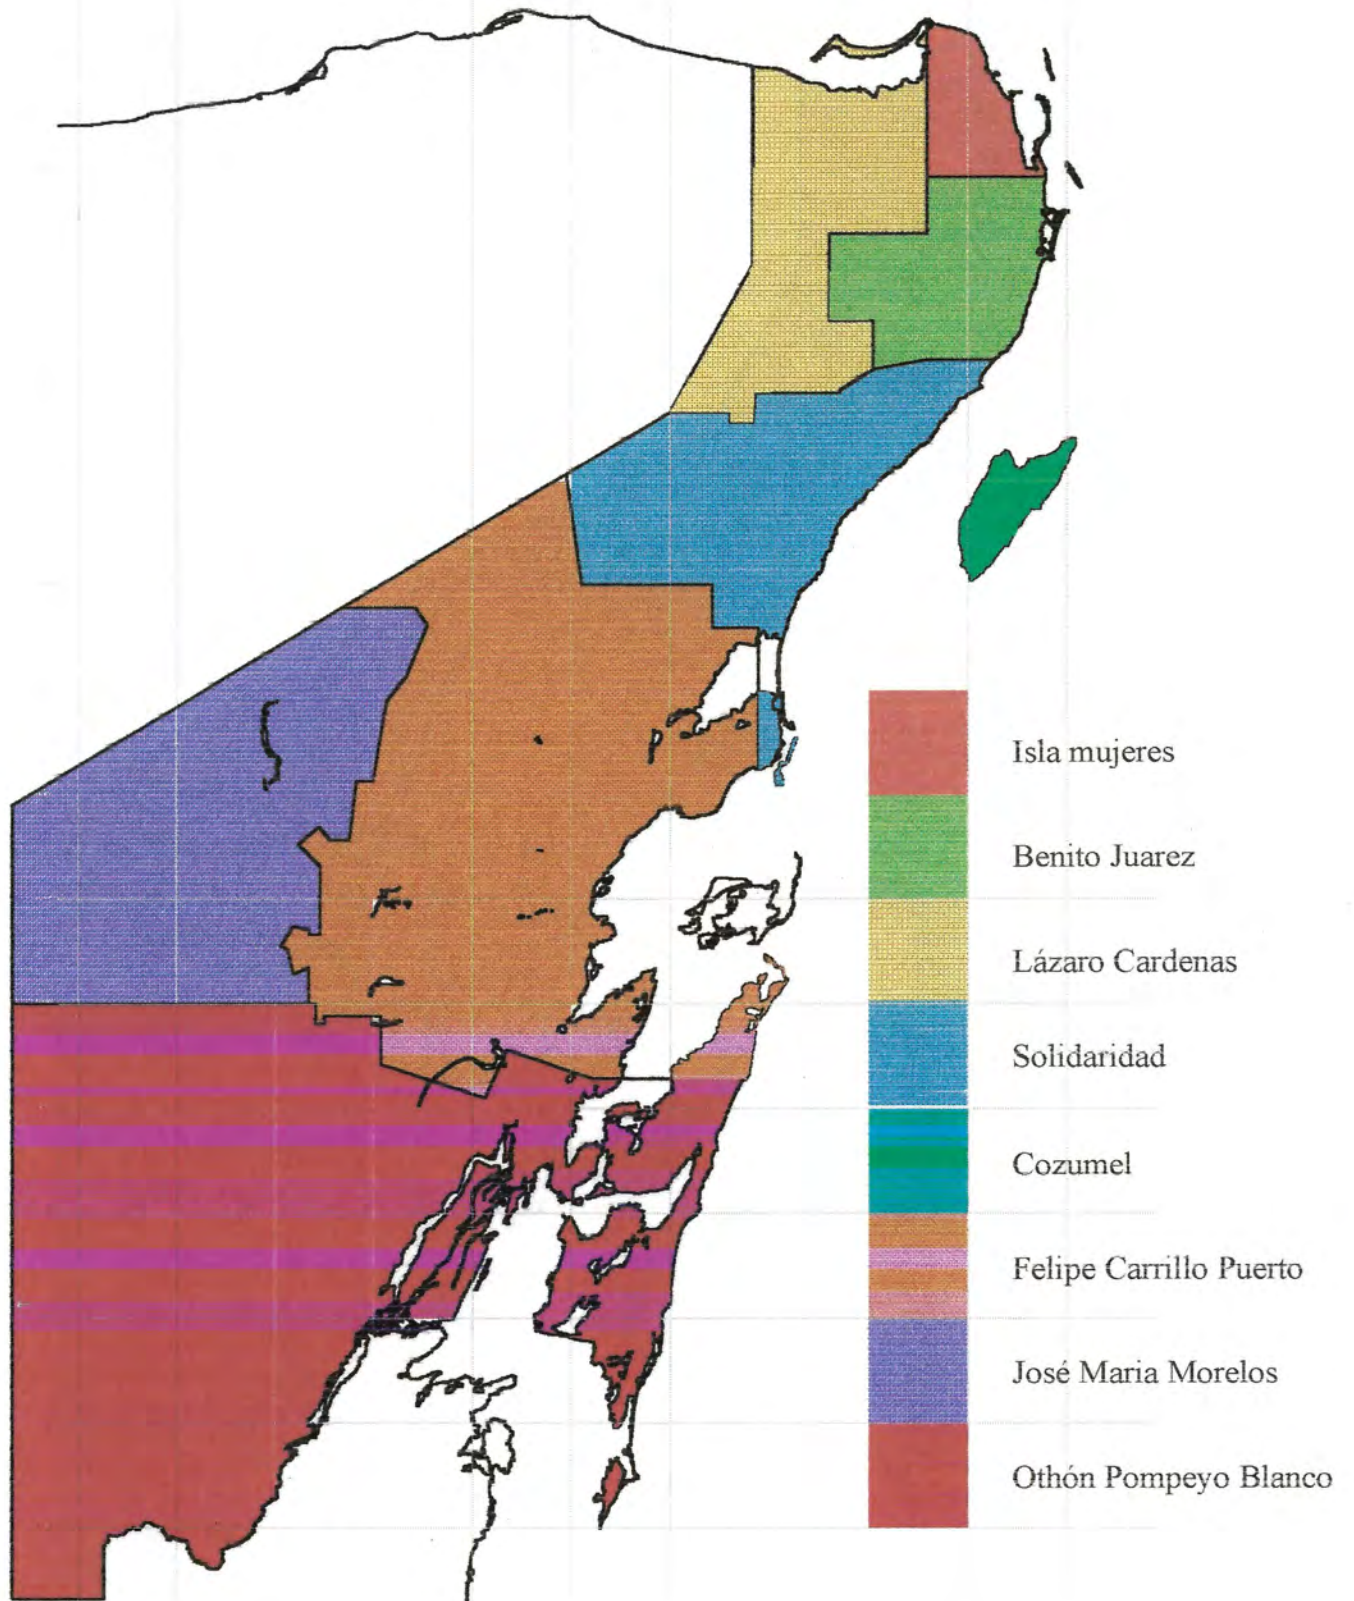 Isla mujeres
Benito Juarez
Lázaro Cardenas
Solidaridad
Cozumel
Felipe Carrillo Puerto
José Maria Morelos
Othón Pompeyo Blanco